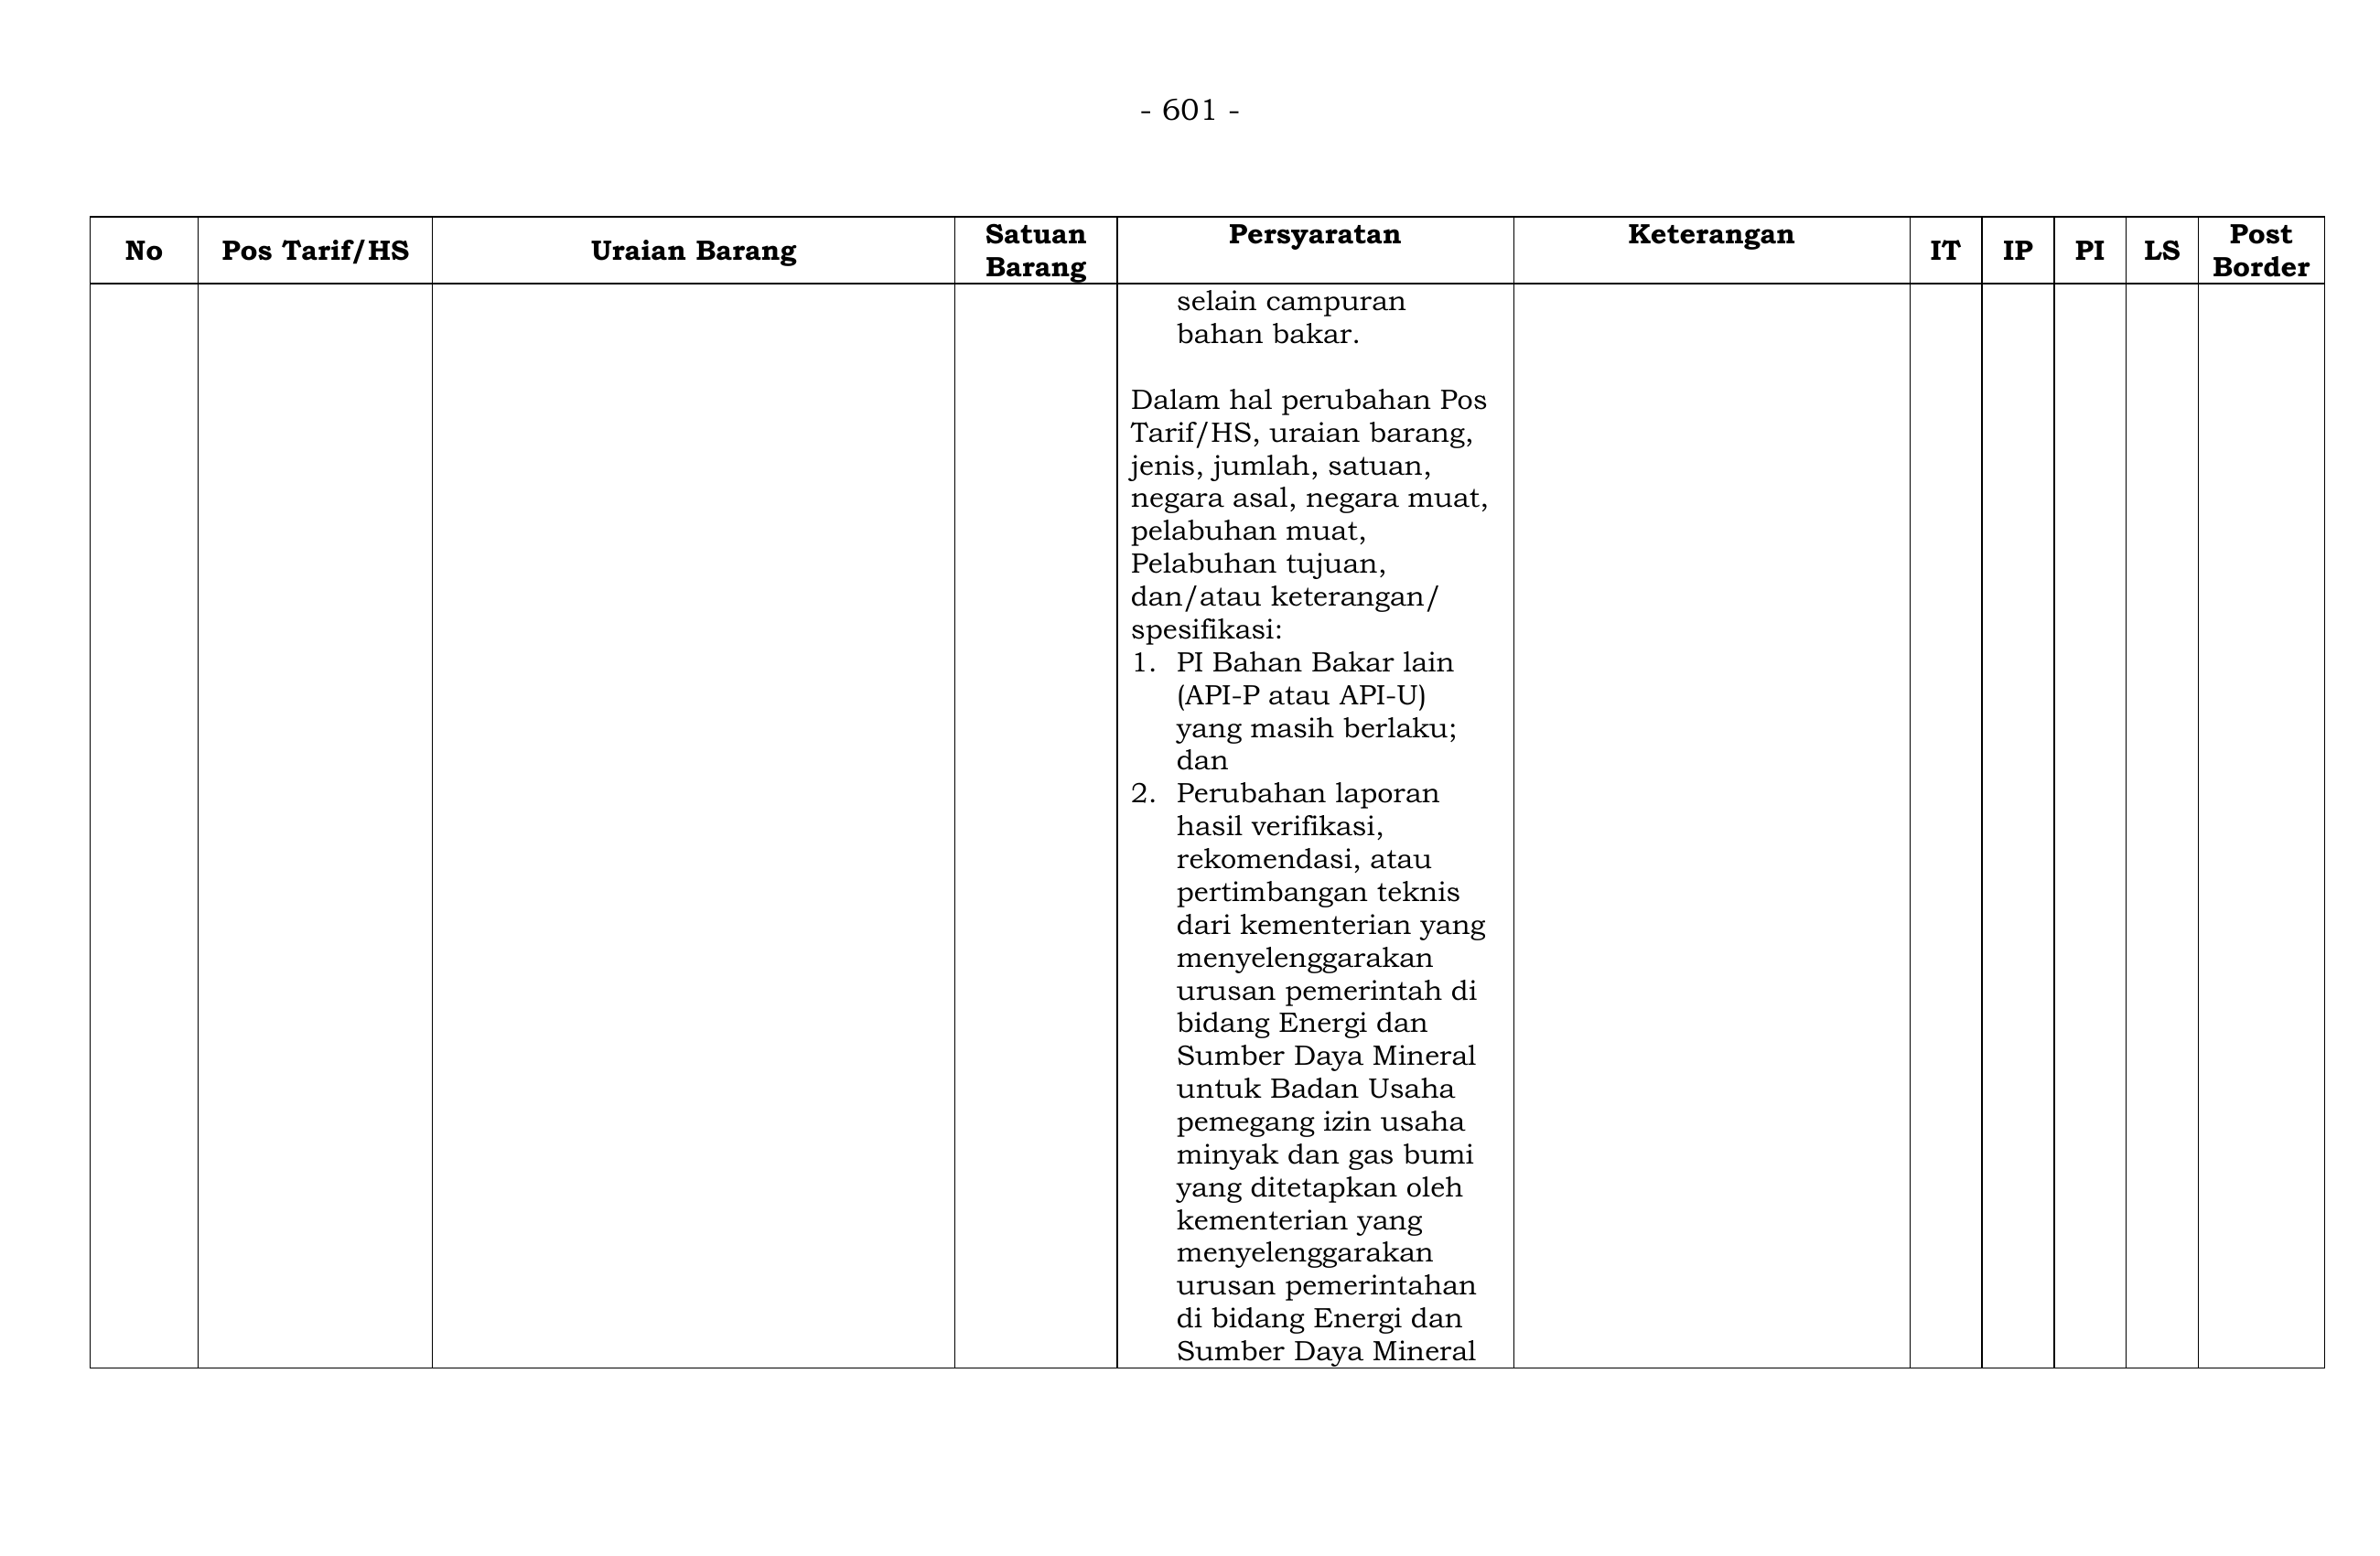 - 601 -
No Pos Tarif/HS Uraian Barang Satuan Barang Persyaratan Keterangan IT IP PI LS Post Border
selain campuran
bahan bakar.
Dalam hal perubahan Pos
Tarif/HS, uraian barang,
jenis, jumlah, satuan,
negara asal, negara muat,
pelabuhan muat,
Pelabuhan tujuan,
dan/atau keterangan/
spesifikasi:
1. PI Bahan Bakar lain
(API-P atau API-U)
yang masih berlaku;
dan
2. Perubahan laporan
hasil verifikasi,
rekomendasi, atau
pertimbangan teknis
dari kementerian yang
menyelenggarakan
urusan pemerintah di
bidang Energi dan
Sumber Daya Mineral
untuk Badan Usaha
pemegang izin usaha
minyak dan gas bumi
yang ditetapkan oleh
kementerian yang
menyelenggarakan
urusan pemerintahan
di bidang Energi dan
Sumber Daya Mineral